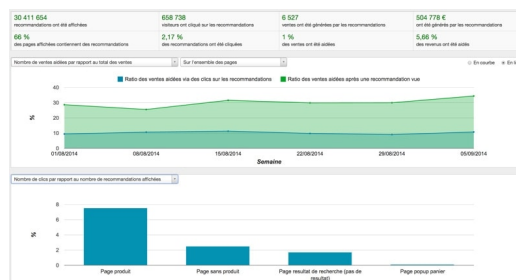 30 411 654
recommandations ont été affichées
658 738
visiteurs ont cliqué sur les recommandations
6 527
ventes ont été générées par les recommandations
504 778 €
ont été générés par les recommandations
66 %
des pages affichées contiennent des recommandations
2,17 %
des recommandations ont été cliquées
1 %
des ventes ont été aidées
5,66 %
des revenus ont été aidés
Nombre de ventes aidées par rapport au total des ventes
Sur l'ensemble des pages
En courbe
Ratio des ventes aidées via des clics sur les recommandations
Ratio des ventes aidées après une recommandation vue
40
30
20
10
0
%
01/08/2014
08/08/2014
15/08/2014
22/08/2014
29/08/2014
05/09/2014
Semaine
Nombre de clics par rapport au nombre de recommandations affichées
8
6
4
2
0
%
Page produit
Page sans produit
Page resultat de recherche (pas de resultat)
Page popup panier